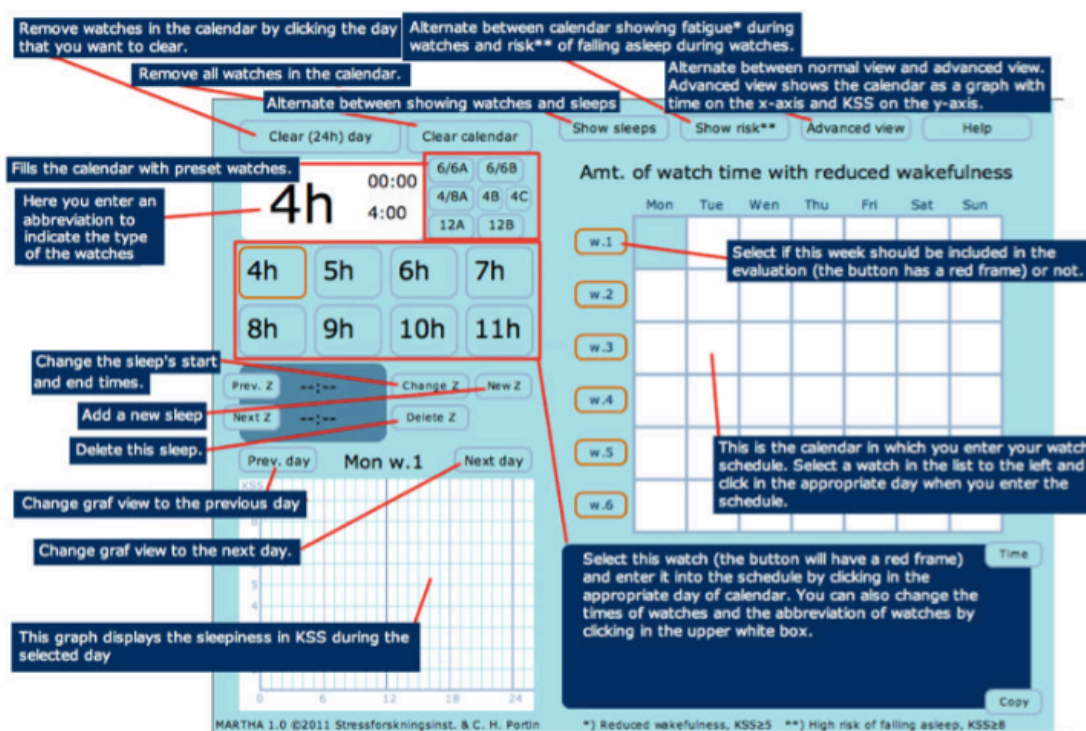 Remove watches in the calendar by clicking the day
that you want to clear.
Alternate between calendar showing fatigue* during
watches and risk** of falling asleep during watches.
Remove all watches in the calendar.
Alternate between normal view and advanced view.
Advanced view shows the calendar as a graph with
time on the x-axis and KSS on the y-axis.
Alternate between showing watches and sleeps
Clear (24h) day
Clear calendar
Show sleeps
Show risk**
Advanced view
Help
Fills the calendar with preset watches.
4h
00:00
4:00
6/6A
6/6B
4/8A
4B
4C
12A
12B
Here you enter an
abbreviation to
indicate the type
of the watches
4h
5h
6h
7h
8h
9h
10h
11h
Change the sleep's start
and end times.
Add a new sleep
Delete this sleep.
Prev. Z
--:--
Change Z
New Z
Next Z
--:--
Delete Z
Prev. day
Mon w.1
Next day
Change graf view to the previous day
Change graf view to the next day.
KSS
8
5
4
This graph displays the sleepiness in KSS during the
selected day
0
6
12
18
24
Amt. of watch time with reduced wakefulness
Mon
Tue
Wen
Thu
Fri
Sat
Sun
w.1
w.2
w.3
w.4
w.5
w.6
Select if this week should be included in the
evaluation (the button has a red frame) or not.
This is the calendar in which you enter your watch
schedule. Select a watch in the list to the left and
click in the appropriate day when you enter the
schedule.
Select this watch (the button will have a red frame)
and enter it into the schedule by clicking in the
appropriate day of calendar. You can also change the
times of watches and the abbreviation of watches by
clicking in the upper white box.
Time
Copy
MARTHA 1.0 ©2011 Stressforskningsinst. & C. H. Portin
*) Reduced wakefulness, KSS≥5
**) High risk of falling asleep, KSS≥8